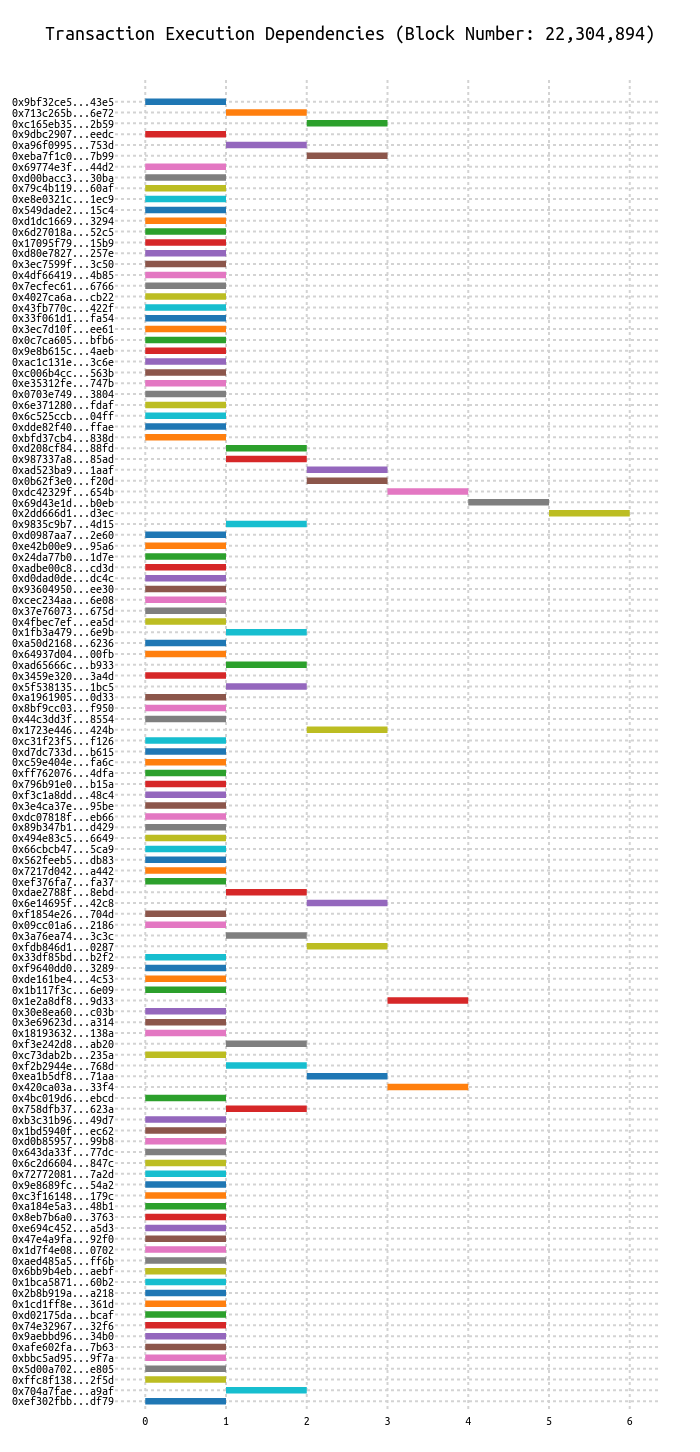 Transaction Execution Dependencies (Block Number: 22,304,894)
0x9bf32ce5...43e5
0x713c265b...6e72
0xc165eb35...2b59
0x9dbc2907...eedc
0xa96f0995...753d
0xeba7f1c0...7b99
0x69774e3f...44d2
0xd00bacc3...30ba
0x79c4b119...60af
0xe8e0321c...1ec9
0x549dade2...15c4
0xd1dc1669...3294
0x6d27018a...52c5
0x17095f79...15b9
0xd80e7827...257e
0x3ec7599f...3c50
0x4df66419...4b85
0x7ecfec61...6766
0x4027ca6a...cb22
0x43fb770c...422f
0x33f061d1...fa54
0x3ec7d10f...ee61
0x0c7ca605...bfb6
0x9e8b615c...4aeb
0xac1c131e...3c6e
0xc006b4cc...563b
0xe35312fe...747b
0x0703e749...3804
0x6e371280...fdaf
0x6c525ccb...04ff
0xdde82f40...ffae
0xbfd37cb4...838d
0xd208cf84...88fd
0x987337a8...85ad
0xad523ba9...1aaf
0x0b62f3e0...f20d
0xdc42329f...654b
0x69d43e1d...b0eb
0x2dd666d1...d3ec
0x9835c9b7...4d15
0xd0987aa7...2e60
0xe42b00e9...95a6
0x24da77b0...1d7e
0xadbe00c8...cd3d
0xd0dad0de...dc4c
0x93604950...ee30
0xcec234aa...6e08
0x37e76073...675d
0x4fbec7ef...ea5d
0x1fb3a479...6e9b
0xa50d2168...6236
0x64937d04...00fb
0xad65666c...b933
0x3459e320...3a4d
0x5f538135...1bc5
0xa1961905...0d33
0x8bf9cc03...f950
0x44c3dd3f...8554
0x1723e446...424b
0xc31f23f5...f126
0xd7dc733d...b615
0xc59e404e...fa6c
0xff762076...4dfa
0x796b91e0...b15a
0xf3c1a8dd...48c4
0x3e4ca37e...95be
0xdc07818f...eb66
0x89b347b1...d429
0x494e83c5...6649
0x66cbcb47...5ca9
0x562feeb5...db83
0x7217d042...a442
0xef376fa7...fa37
0xdae2788f...8ebd
0x6e14695f...42c8
0xf1854e26...704d
0x09cc01a6...2186
0x3a76ea74...3c3c
0xfdb846d1...0287
0x33df85bd...b2f2
0xf9640dd0...3289
0xde161be4...4c53
0x1b117f3c...6e09
0x1e2a8df8...9d33
0x30e8ea60...c03b
0x3e69623d...a314
0x18193632...138a
0xf3e242d8...ab20
0xc73dab2b...235a
0xf2b2944e...768d
0xea1b5df8...71aa
0x420ca03a...33f4
0x4bc019d6...ebcd
0x758dfb37...623a
0xb3c31b96...49d7
0x1bd5940f...ec62
0xd0b85957...99b8
0x643da33f...77dc
0x6c2d6604...847c
0x72772081...7a2d
0x9e8689fc...54a2
0xc3f16148...179c
0xa184e5a3...48b1
0x8eb7b6a0...3763
0xe694c452...a5d3
0x47e4a9fa...92f0
0x1d7f4e08...0702
0xaed485a5...ff6b
0x6bb9b4eb...aebf
0x1bca5871...60b2
0x2b8b919a...a218
0x1cd1ff8e...361d
0xd02175da...bcaf
0x74e32967...32f6
0x9aebbd96...34b0
0xafe602fa...7b63
0xbbc5ad95...9f7a
0x5d00a702...e805
0xffc8f138...2f5d
0x704a7fae...a9af
0xef302fbb...df79
0 1 2 3 4 5 6